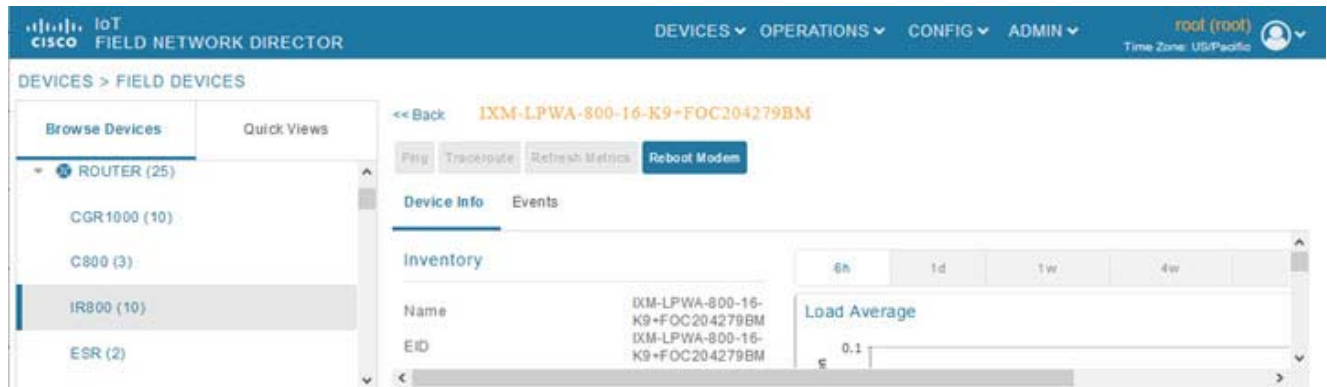 IoT
CISCO FIELD NETWORK DIRECTOR
DEVICES OPERATIONS CONFIG ADMIN
root (root)
Time Zone: US/Pacific
DEVICES > FIELD DEVICES
Browse Devices Quick Views
ROUTER (25)
CGR1000 (10)
C800 (3)
IR800 (10)
ESR (2)
<< Back IXM-LPWA-800-16-K9+FOC204279BM
Ping Traceroute Refresh Metrics Reboot Modem
Device Info Events
Inventory
Name IXM-LPWA-800-16-
K9+FOC204279BM
EID IXM-LPWA-800-16-
K9+FOC204279BM
6h 1d 1w 4w
Load Average
0.1